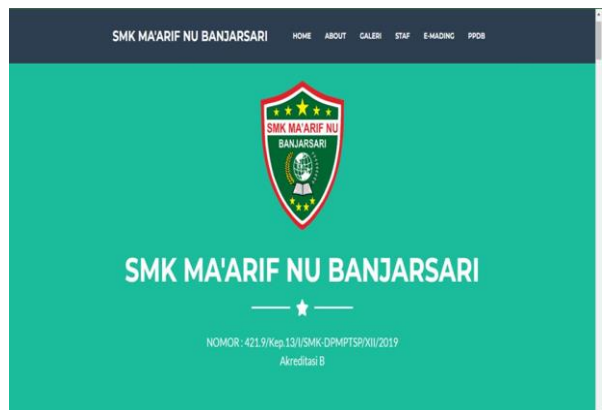 SMK MA'ARIF NU BANJARSARI HOME ABOUT GALERI STAF E-MADING PPDB
SMK MA'ARIF NU
BANJARSARI
SMK MA'ARIF NU BANJARSARI
NOMOR : 421.9/Kep.13/I/SMK-DPMPTSP/XII/2019
Akreditasi B